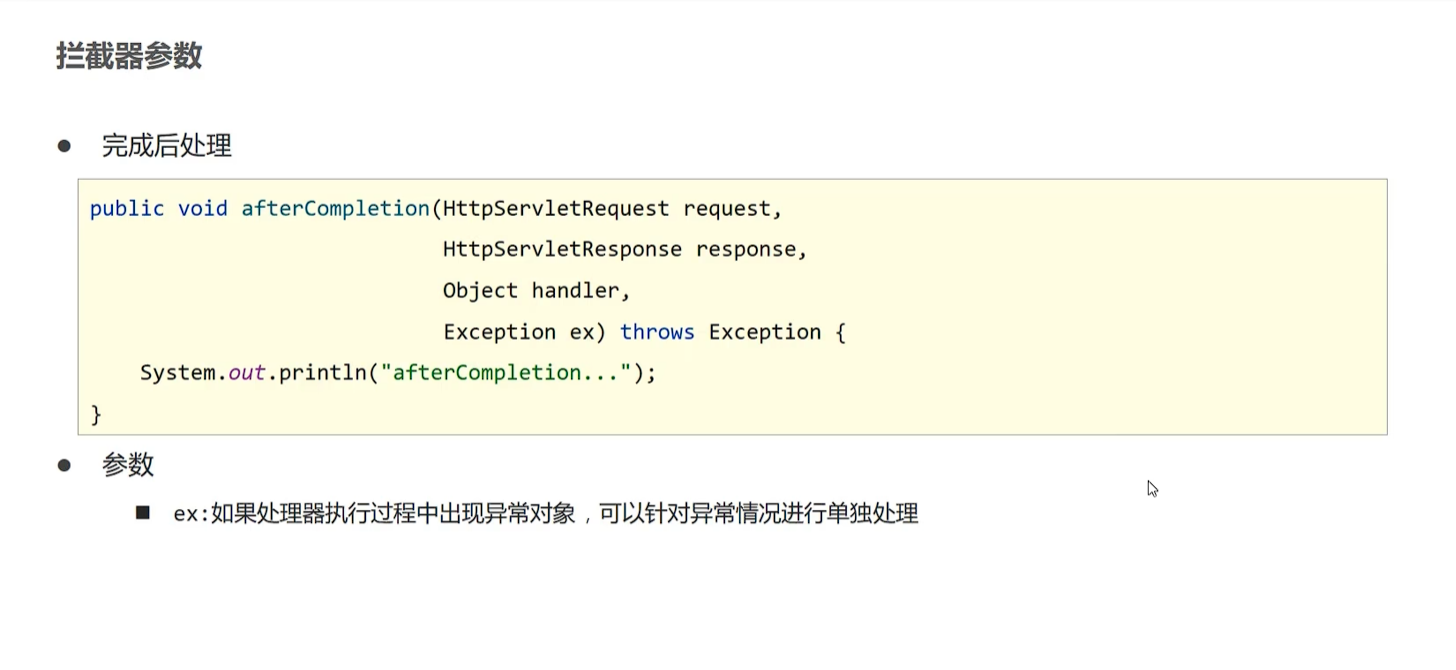 拦截器参数
● 完成后处理
public void afterCompletion(HttpServletRequest request,
HttpServletResponse response,
Object handler,
Exception ex) throws Exception {
System.out.println("afterCompletion...");
}
● 参数
■ ex:如果处理器执行过程中出现异常对象，可以针对异常情况进行单独处理